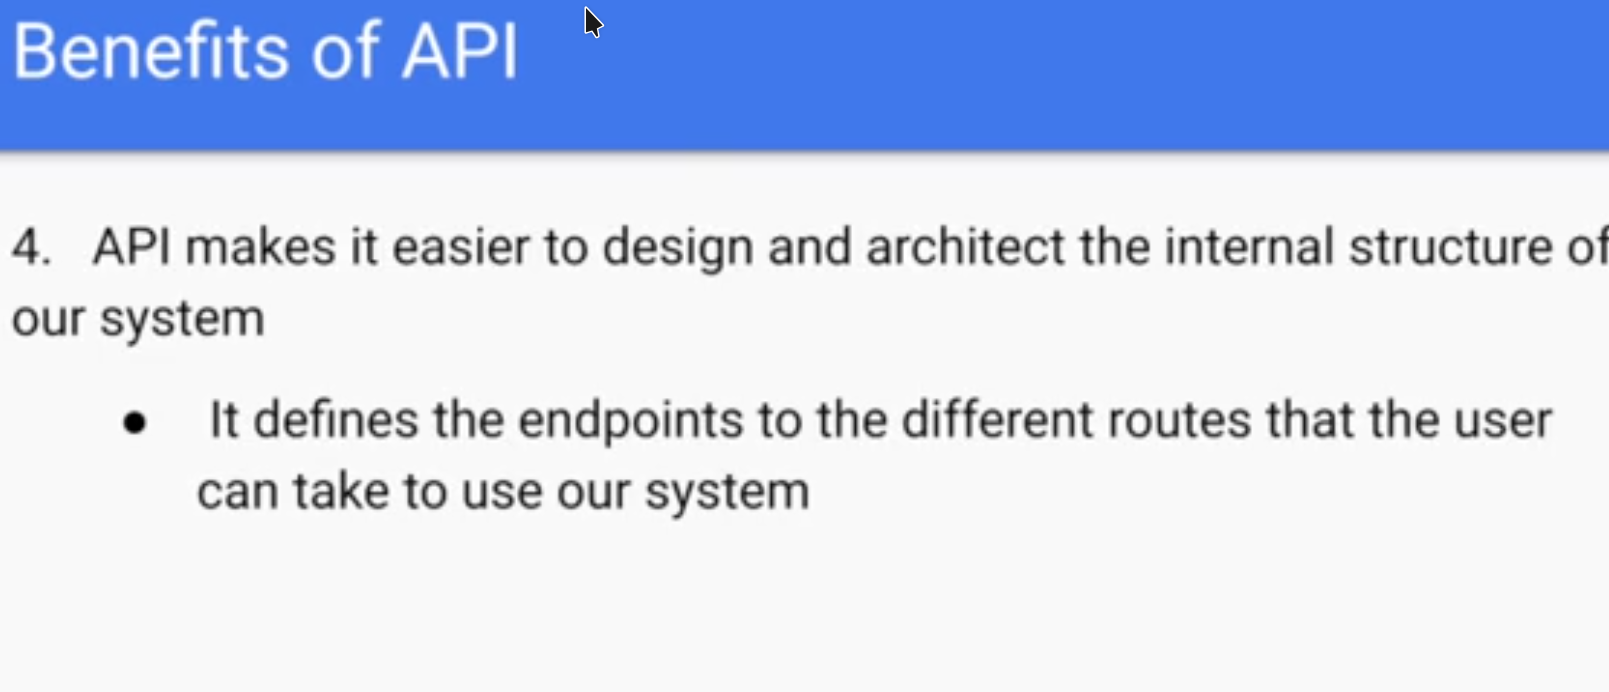 Benefits of API
4. API makes it easier to design and architect the internal structure of
our system
● It defines the endpoints to the different routes that the user
can take to use our system